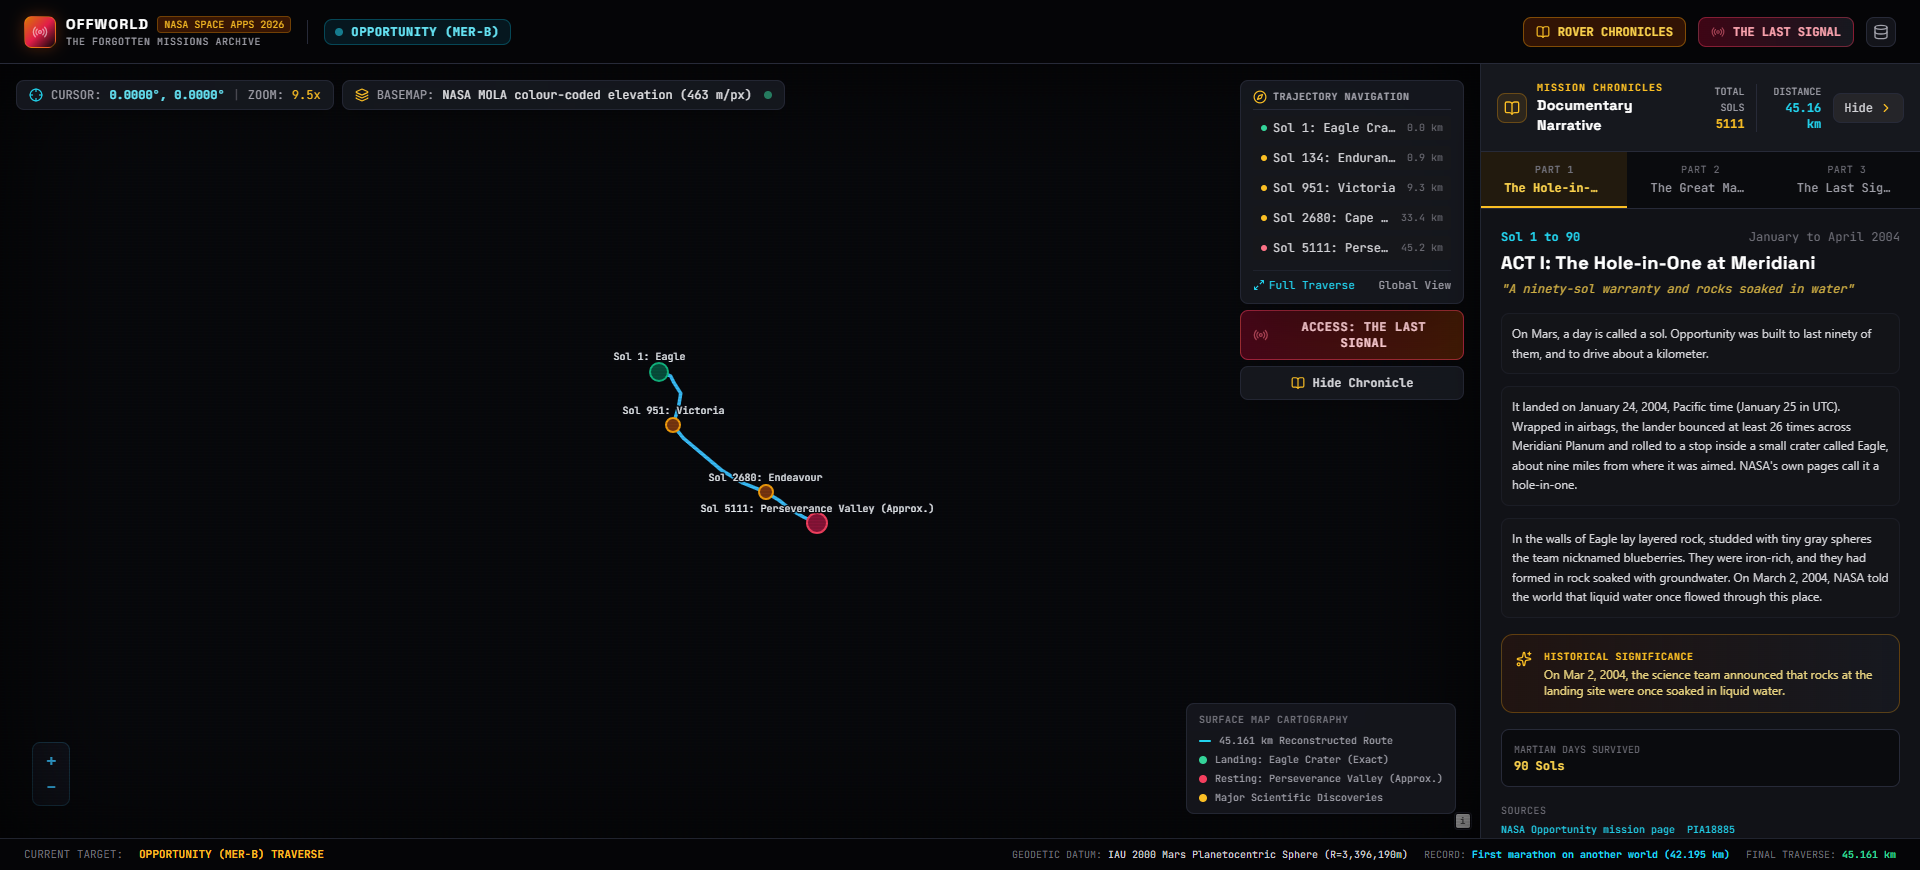 OFFWORLD NASA SPACE APPS 2026
THE FORGOTTEN MISSIONS ARCHIVE
OPPORTUNITY (MER-B)
ROVER CHRONICLES
THE LAST SIGNAL
CURSOR: 0.0000°, 0.0000° | ZOOM: 9.5x
BASEMAP: NASA MOLA colour-coded elevation (463 m/px)
TRAJECTORY NAVIGATION
Sol 1: Eagle Cra… 0.0 km
Sol 134: Enduran… 0.9 km
Sol 951: Victoria 9.3 km
Sol 2680: Cape … 33.4 km
Sol 5111: Perse… 45.2 km
Full Traverse Global View
ACCESS: THE LAST
SIGNAL
Hide Chronicle
Sol 1: Eagle
Sol 951: Victoria
Sol 2680: Endeavour
Sol 5111: Perseverance Valley (Approx.)
+
−
SURFACE MAP CARTOGRAPHY
45.161 km Reconstructed Route
Landing: Eagle Crater (Exact)
Resting: Perseverance Valley (Approx.)
Major Scientific Discoveries
i
MISSION CHRONICLES
Documentary
Narrative
TOTAL
SOLS
5111
DISTANCE
45.16
km
Hide
PART 1
The Hole-in-…
PART 2
The Great Ma…
PART 3
The Last Sig…
Sol 1 to 90 January to April 2004
ACT I: The Hole-in-One at Meridiani
"A ninety-sol warranty and rocks soaked in water"
On Mars, a day is called a sol. Opportunity was built to last ninety of
them, and to drive about a kilometer.
It landed on January 24, 2004, Pacific time (January 25 in UTC).
Wrapped in airbags, the lander bounced at least 26 times across
Meridiani Planum and rolled to a stop inside a small crater called Eagle,
about nine miles from where it was aimed. NASA's own pages call it a
hole-in-one.
In the walls of Eagle lay layered rock, studded with tiny gray spheres
the team nicknamed blueberries. They were iron-rich, and they had
formed in rock soaked with groundwater. On March 2, 2004, NASA told
the world that liquid water once flowed through this place.
HISTORICAL SIGNIFICANCE
On Mar 2, 2004, the science team announced that rocks at the
landing site were once soaked in liquid water.
MARTIAN DAYS SURVIVED
90 Sols
SOURCES
NASA Opportunity mission page PIA18885
CURRENT TARGET: OPPORTUNITY (MER-B) TRAVERSE
GEODETIC DATUM: IAU 2000 Mars Planetocentric Sphere (R=3,396,190m) RECORD: First marathon on another world (42.195 km) FINAL TRAVERSE: 45.161 km